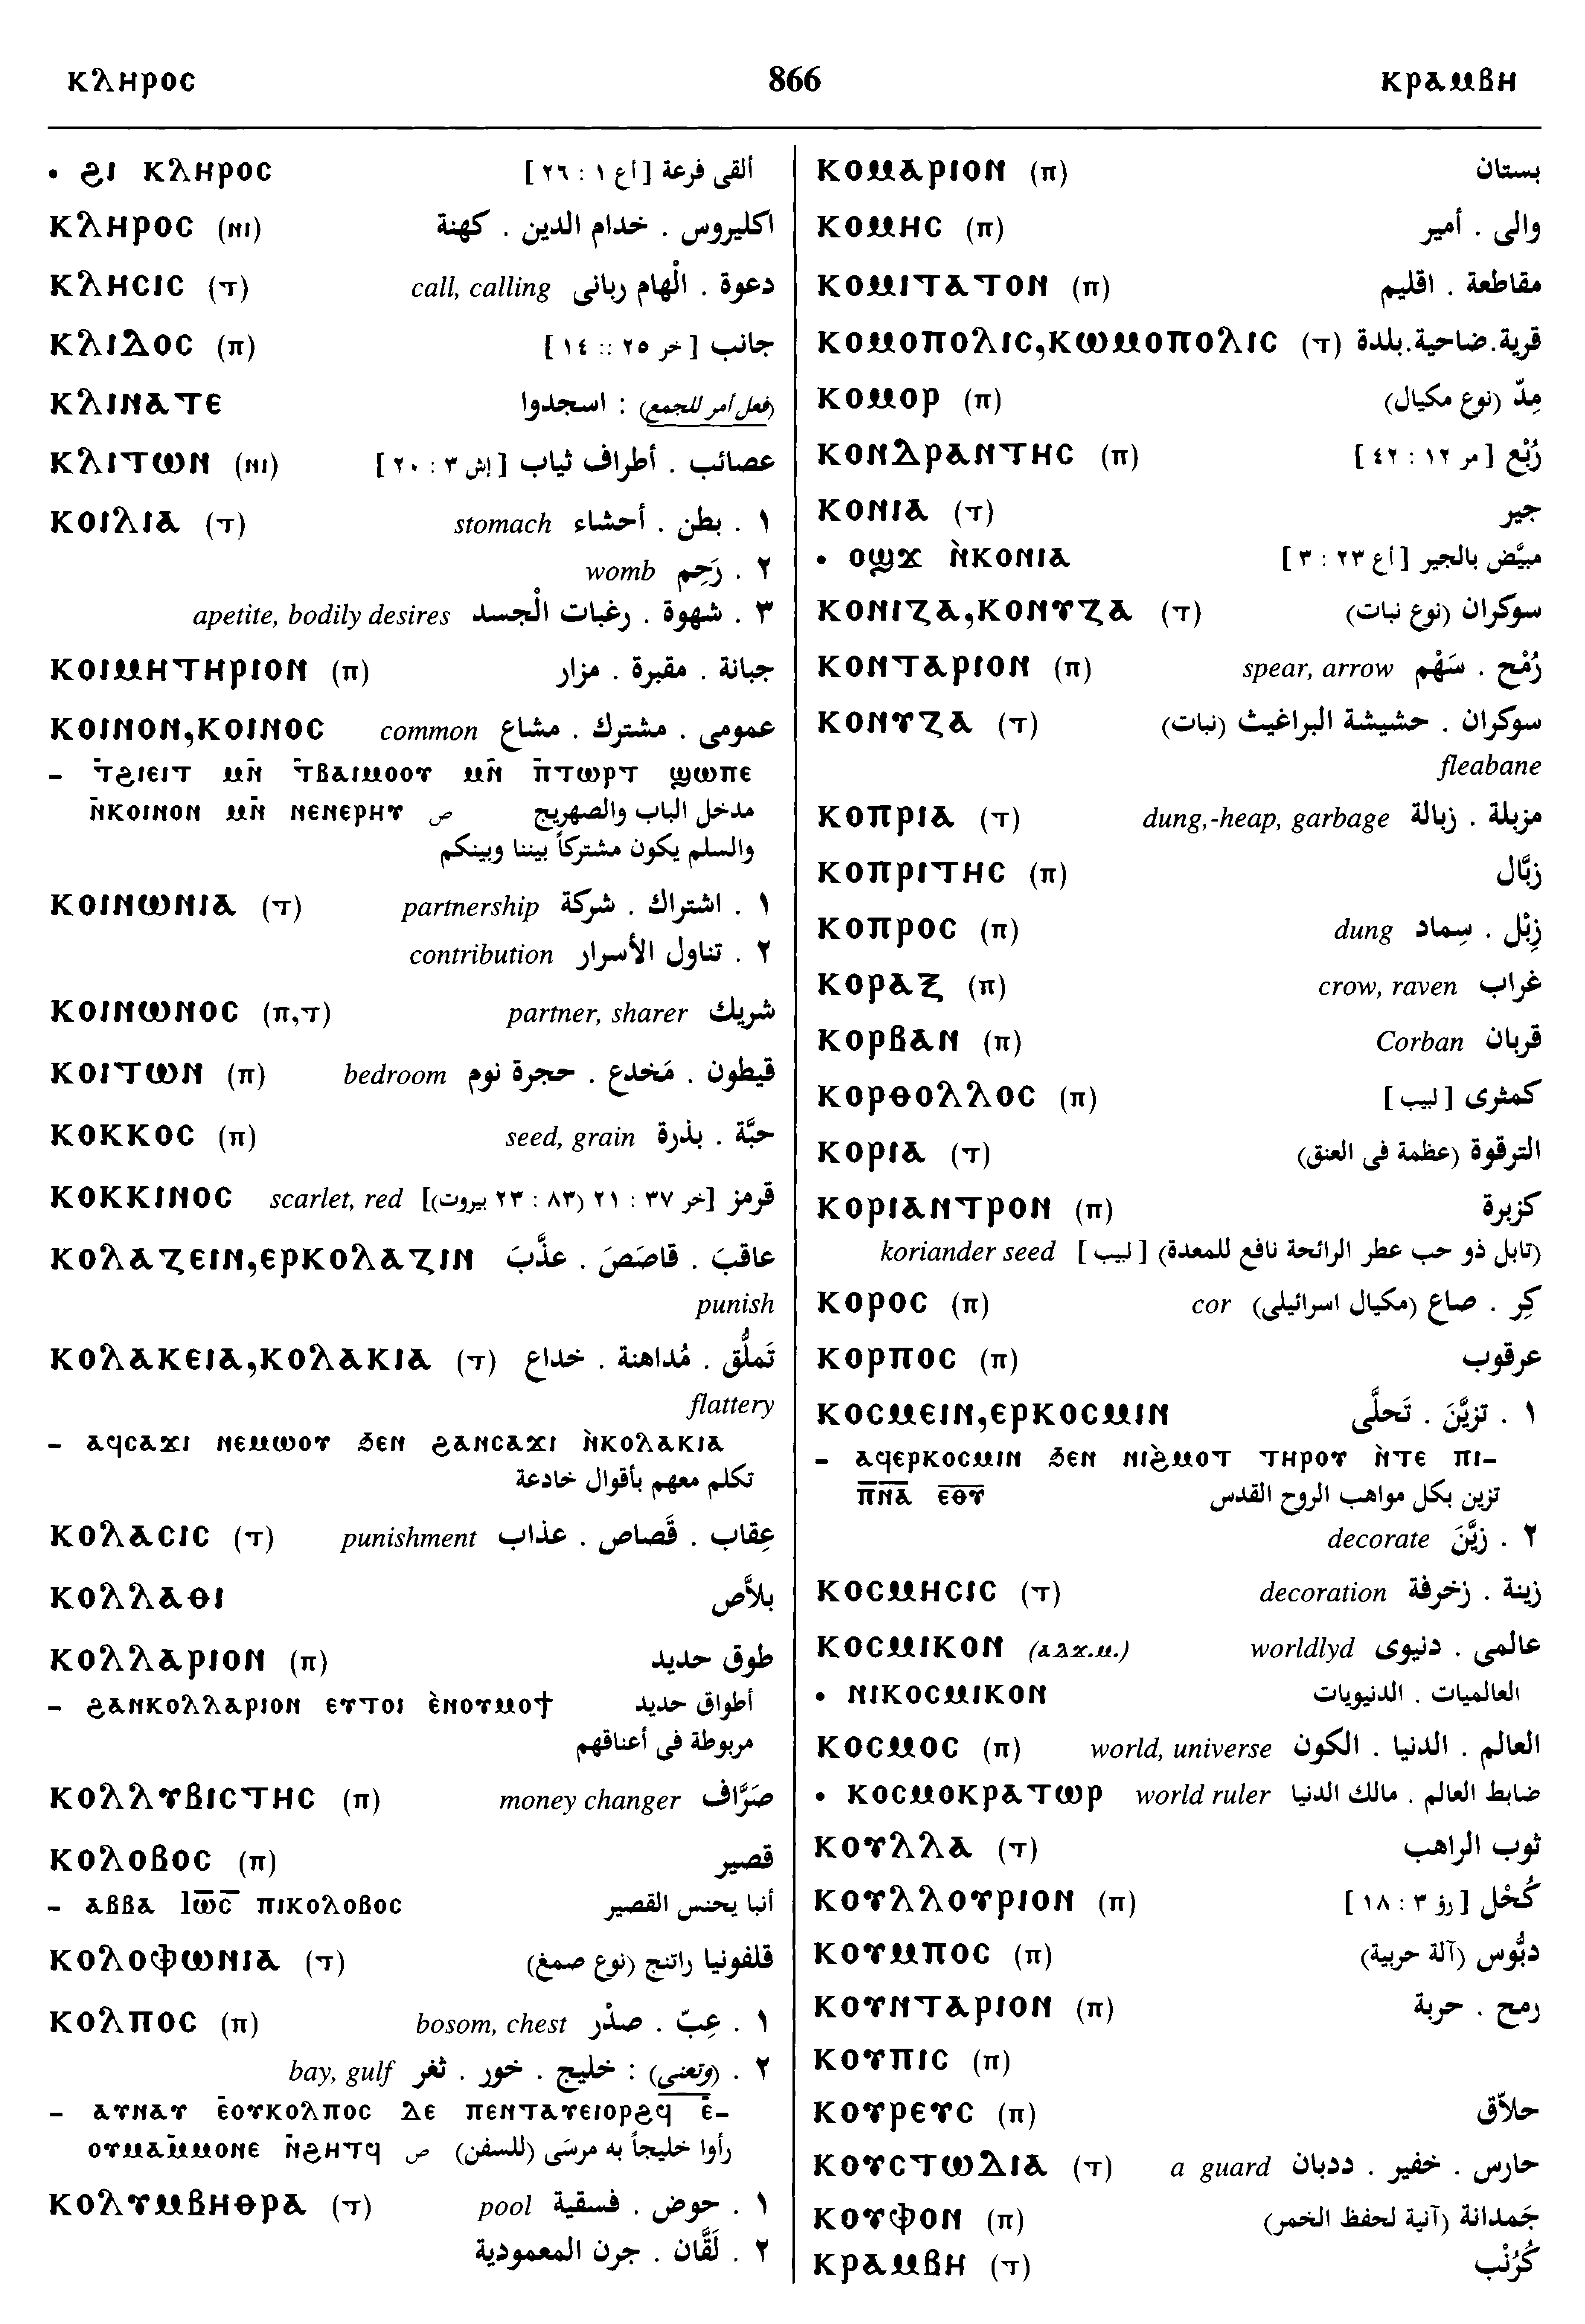 ⲕⲗⲏⲣⲟⲥ 866 ⲕⲣⲁⲙⲃⲏ
• ϩⲓ ⲕⲗⲏⲣⲟⲥ ألقى فرعة [ أع ١ : ٢٦ ]
ⲕⲗⲏⲣⲟⲥ (ⲛⲓ) اكليروس . خدام الدين . كهنة
ⲕⲗⲏⲥⲓⲥ (ⲧ) call, calling دعوة . الْهام ربانى
ⲕⲗⲓⲇⲟⲥ (ⲡ) جانب [ خر ٢٥ :: ١٤ ]
ⲕⲗⲓⲛⲁⲧⲉ (فعل أمر للجمع) : اسجدوا
ⲕⲗⲓⲧⲱⲛ (ⲛⲓ) عصائب . أطراف ثياب [ إش ٣ : ٢٠ ]
ⲕⲟⲓⲗⲓⲁ (ⲧ) stomach ١ . بطن . أحشاء
womb ٢ . رَحِم
apetite, bodily desires ٣ . شهوة . رغبات الْجسد
ⲕⲟⲓⲙⲏⲧⲏⲣⲓⲟⲛ (ⲡ) جبانة . مقبرة . مزار
ⲕⲟⲓⲛⲟⲛ,ⲕⲟⲓⲛⲟⲥ common عمومى . مشترك . مشاع
– ⲧ̄ϩⲓⲉⲓⲧ ⲙⲛ̄ ⲧ̄ⲃⲁⲓⲙⲟⲟⲩ ⲙⲛ̄ ⲡ̄ⲧⲱⲣⲧ ϣⲱⲡⲉ
ⲛ̄ⲕⲟⲓⲛⲟⲛ ⲙⲛ̄ ⲛⲉⲛⲉⲣⲏⲩ ص مدخل الباب والصهريج
والسلم يكون مشتركاً بيننا وبينكم
ⲕⲟⲓⲛⲱⲛⲓⲁ (ⲧ) partnership ١ . اشتراك . شركة
contribution ٢ . تناول الأسرار
ⲕⲟⲓⲛⲱⲛⲟⲥ (ⲡ,ⲧ) partner, sharer شريك
ⲕⲟⲓⲧⲱⲛ (ⲡ) bedroom قيطون . مَخدع . حجرة نوم
ⲕⲟⲕⲕⲟⲥ (ⲡ) seed, grain حبَّة . بذرة
ⲕⲟⲕⲕⲓⲛⲟⲥ scarlet, red قرمز [خر ٣٧ : ٢١ (٨٣ : ٢٣ بيروت)]
ⲕⲟⲗⲁⲍⲉⲓⲛ,ⲉⲣⲕⲟⲗⲁⲍⲓⲛ عاقبَ . قاصَصَ . عذَّبَ
punish
ⲕⲟⲗⲁⲕⲉⲓⲁ,ⲕⲟⲗⲁⲕⲓⲁ (ⲧ) تَملُّق . مُداهنة . خداع
flattery
– ⲁϥⲥⲁϫⲓ ⲛⲉⲙⲱⲟⲩ ϧⲉⲛ ϩⲁⲛⲥⲁϫⲓ ⲛ̀ⲕⲟⲗⲁⲕⲓⲁ
تكلم معهم بأقوال خادعة
ⲕⲟⲗⲁⲥⲓⲥ (ⲧ) punishment عِقاب . قَصاص . عذاب
ⲕⲟⲗⲗⲁⲑⲓ بلاَّص
ⲕⲟⲗⲗⲁⲣⲓⲟⲛ (ⲡ) طوق حديد
– ϩⲁⲛⲕⲟⲗⲗⲁⲣⲓⲟⲛ ⲉⲩⲧⲟⲓ ⲉ̀ⲛⲟⲩⲙⲟϯ أطواق حديد
مربوطة فى أعناقهم
ⲕⲟⲗⲗⲩⲃⲓⲥⲧⲏⲥ (ⲡ) money changer صَرَّاف
ⲕⲟⲗⲟⲃⲟⲥ (ⲡ) قصير
– ⲁⲃⲃⲁ ⲓⲱ̅ⲥ̅ ⲡⲓⲕⲟⲗⲟⲃⲟⲥ أنبا يحنس القصير
ⲕⲟⲗⲟⲫⲱⲛⲓⲁ (ⲧ) قلفونيا راتنج (نوع صمغ)
ⲕⲟⲗⲡⲟⲥ (ⲡ) bosom, chest ١ . عِبّ . صدْر
bay, gulf ٢ . (وتعنى) : خليج . خور . ثغر
– ⲁⲩⲛⲁⲩ ⲉ̄ⲟⲩⲕⲟⲗⲡⲟⲥ ⲇⲉ ⲡⲉⲛⲧⲁⲩⲉⲓⲟⲣϩϥ ⲉ̄–
ⲟⲩⲙⲁⲙ̄ⲙⲟⲛⲉ ⲛ̄ϩⲏⲧϥ ص رأوا خليجاً به مرسَى (للسفن)
ⲕⲟⲗⲩⲙⲃⲏⲑⲣⲁ (ⲧ) pool ١ . حوض . فسقية
٢ . لَقَّان . جرن المعمودية
ⲕⲟⲙⲁⲣⲓⲟⲛ (ⲡ) بستان
ⲕⲟⲙⲏⲥ (ⲡ) والى . أمير
ⲕⲟⲙⲓⲧⲁⲧⲟⲛ (ⲡ) مقاطعة . اقليم
ⲕⲟⲙⲟⲡⲟⲗⲓⲥ,ⲕⲱⲙⲟⲡⲟⲗⲓⲥ (ⲧ) قرية.ضاحية.بلدة
ⲕⲟⲙⲟⲣ (ⲡ) مِدّ (نوع مكيال)
ⲕⲟⲛⲇⲣⲁⲛⲧⲏⲥ (ⲡ) رُبْع [ مر ١٢ : ٤٢ ]
ⲕⲟⲛⲓⲁ (ⲧ) جير
• ⲟϣϫ ⲛ̀ⲕⲟⲛⲓⲁ مبيَّض بالجير [ أع ٢٣ : ٣ ]
ⲕⲟⲛⲓⲍⲁ,ⲕⲟⲛⲩⲍⲁ (ⲧ) سوكران (نوع نبات)
ⲕⲟⲛⲧⲁⲣⲓⲟⲛ (ⲡ) spear, arrow رُمْح . سَهْم
ⲕⲟⲛⲩⲍⲁ (ⲧ) سوكران . حشيشة البراغيث (نبات)
fleabane
ⲕⲟⲡⲣⲓⲁ (ⲧ) dung,-heap, garbage مزبلة . زبالة
ⲕⲟⲡⲣⲓⲧⲏⲥ (ⲡ) زبَّال
ⲕⲟⲡⲣⲟⲥ (ⲡ) dung زِبْل . سِماد
ⲕⲟⲣⲁⲝ (ⲡ) crow, raven غراب
ⲕⲟⲣⲃⲁⲛ (ⲡ) Corban قربان
ⲕⲟⲣⲑⲟⲗⲗⲟⲥ (ⲡ) كمثرى [ لبيب ]
ⲕⲟⲣⲓⲁ (ⲧ) الترقوة (عظمة فى العنق)
ⲕⲟⲣⲓⲁⲛⲧⲣⲟⲛ (ⲡ) كزبرة
koriander seed (تابل ذو حب عطر الرائحة نافع للمعدة) [ لبيب ]
ⲕⲟⲣⲟⲥ (ⲡ) cor كِر . صاع (مكيال اسرائيلى)
ⲕⲟⲣⲡⲟⲥ (ⲡ) عرقوب
ⲕⲟⲥⲙⲉⲓⲛ,ⲉⲣⲕⲟⲥⲙⲓⲛ ١ . تزيَّنَ . تَحلَّى
– ⲁϥⲉⲣⲕⲟⲥⲙⲓⲛ ϧⲉⲛ ⲛⲓϩ̀ⲙⲟⲧ ⲧⲏⲣⲟⲩ ⲛ̀ⲧⲉ ⲡⲓ–
ⲡ̅ⲛ̅ⲁ̅ ⲉ̅ⲑ̅ⲩ̅ تزين بكل مواهب الروح القدس
decorate ٢ . زيَّنَ
ⲕⲟⲥⲙⲏⲥⲓⲥ (ⲧ) decoration زينة . زخرفة
ⲕⲟⲥⲙⲓⲕⲟⲛ (ⲁⲇϫ.ⲙ.) worldlyd عالمى . دنيوى
• ⲛⲓⲕⲟⲥⲙⲓⲕⲟⲛ العالميات . الدنيويات
ⲕⲟⲥⲙⲟⲥ (ⲡ) world, universe العالم . الدنيا . الكون
• ⲕⲟⲥⲙⲟⲕⲣⲁⲧⲱⲣ world ruler ضابط العالم . مالك الدنيا
ⲕⲟⲩⲗⲗⲁ (ⲧ) ثوب الراهب
ⲕⲟⲩⲗⲗⲟⲩⲣⲓⲟⲛ (ⲡ) كُحْل [ رؤ ٣ : ١٨ ]
ⲕⲟⲩⲙⲡⲟⲥ (ⲡ) دبُّوس (آلة حربية)
ⲕⲟⲩⲛⲧⲁⲣⲓⲟⲛ (ⲡ) رمح . حربة
ⲕⲟⲩⲡⲓⲥ (ⲡ)
ⲕⲟⲩⲣⲉⲩⲥ (ⲡ) حلاَّق
ⲕⲟⲩⲥⲧⲱⲇⲓⲁ (ⲧ) a guard حارس . خفير . ددبان
ⲕⲟⲩⲫⲟⲛ (ⲡ) جَمدانة (آنية لحفظ الخمر)
ⲕⲣⲁⲙⲃⲏ (ⲧ) كُرُنْب